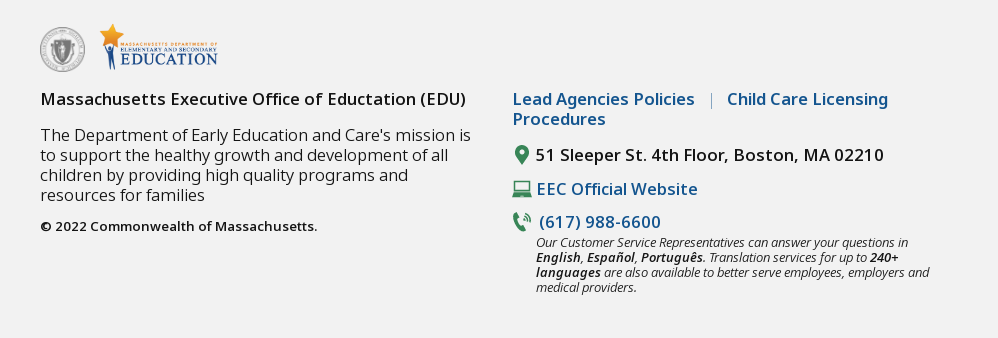 MASSACHUSETTS DEPARTMENT OF
ELEMENTARY AND SECONDARY
EDUCATION
Massachusetts Executive Office of Eductation (EDU)
The Department of Early Education and Care's mission is
to support the healthy growth and development of all
children by providing high quality programs and
resources for families
© 2022 Commonwealth of Massachusetts.
Lead Agencies Policies | Child Care Licensing
Procedures
51 Sleeper St. 4th Floor, Boston, MA 02210
EEC Official Website
(617) 988-6600
Our Customer Service Representatives can answer your questions in
English, Español, Português. Translation services for up to 240+
languages are also available to better serve employees, employers and
medical providers.